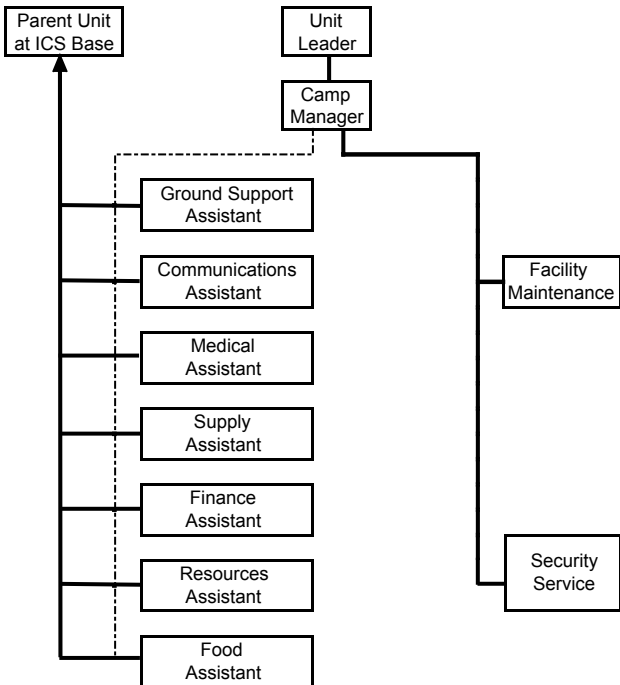 Parent Unit
at ICS Base
Unit
Leader
Camp
Manager
Ground Support
Assistant
Communications
Assistant
Medical
Assistant
Supply
Assistant
Finance
Assistant
Resources
Assistant
Food
Assistant
Facility
Maintenance
Security
Service